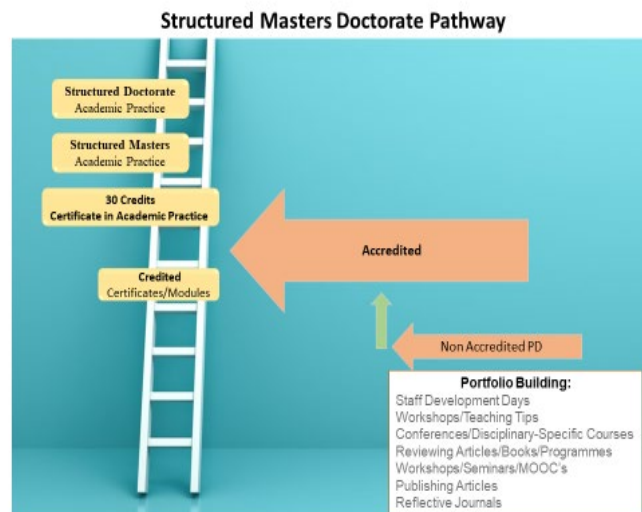 Structured Masters Doctorate Pathway
Structured Doctorate
Academic Practice
Structured Masters
Academic Practice
30 Credits
Certificate in Academic Practice
Accredited
Credited
Certificates/Modules
Non Accredited PD
Portfolio Building:
Staff Development Days
Workshops/Teaching Tips
Conferences/Disciplinary-Specific Courses
Reviewing Articles/Books/Programmes
Workshops/Seminars/MOOC's
Publishing Articles
Reflective Journals